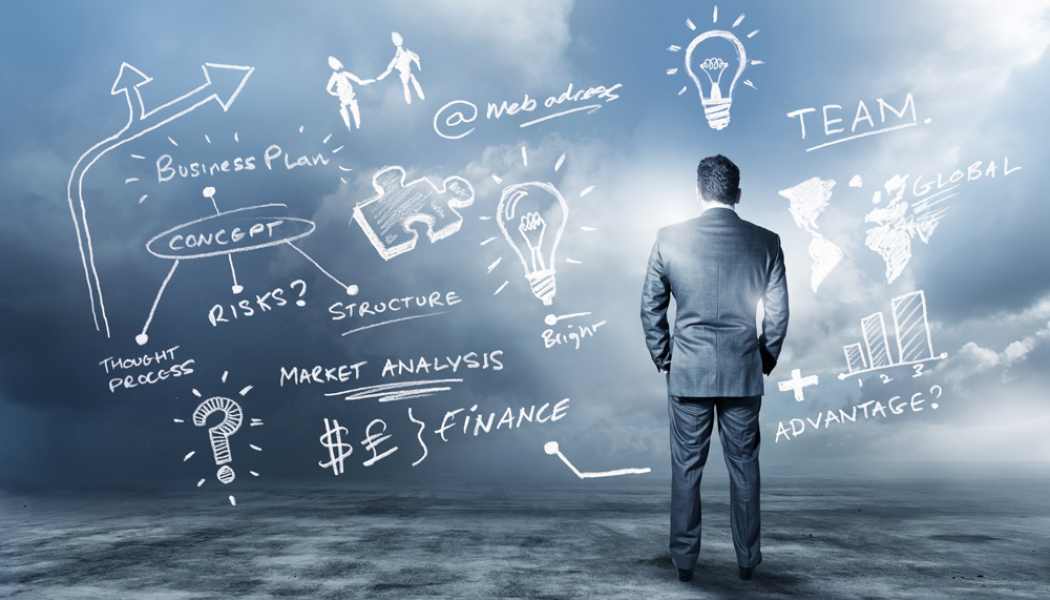 @ Web adress
TEAM.
Business Plan
GLOBAL
CONCEPT
RISKS?
STRUCTURE
Bright
THOUGHT
PROCESS
MARKET ANALYSIS
1 2 3
$ £ } FINANCE
+
ADVANTAGE?